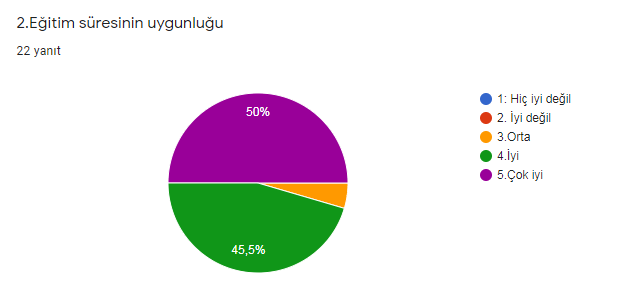 2.Eğitim süresinin uygunluğu
22 yanıt
50%
45,5%
1: Hiç iyi değil
2. İyi değil
3.Orta
4.İyi
5.Çok iyi